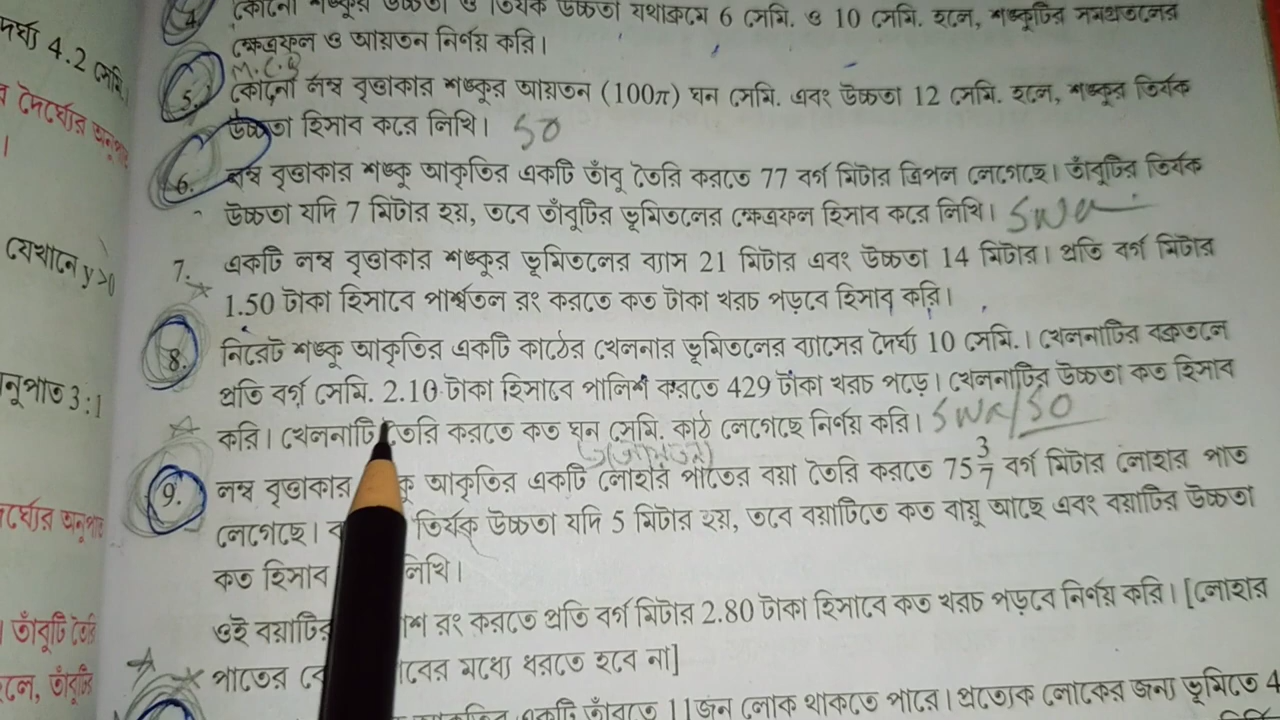 দৈর্ঘ্য 4.2 সেমি.
র দৈর্ঘ্যের অনুপাত
যেখানে y>0
নুপাত 3:1
র্ঘ্যের অনুপাত
। তাঁবুটি তৈরি
হলে, তাঁবুটি
4. কোনো শঙ্কুর উচ্চতা ও তির্যক উচ্চতা যথাক্রমে 6 সেমি. ও 10 সেমি. হলে, শঙ্কুটির সমগ্রতলের
ক্ষেত্রফল ও আয়তন নির্ণয় করি।
M.C.Q
5. কোনো লম্ব বৃত্তাকার শঙ্কুর আয়তন (100π) ঘন সেমি. এবং উচ্চতা 12 সেমি. হলে, শঙ্কুর তির্যক
উচ্চতা হিসাব করে লিখি। SO
6. লম্ব বৃত্তাকার শঙ্কু আকৃতির একটি তাঁবু তৈরি করতে 77 বর্গ মিটার ত্রিপল লেগেছে। তাঁবুটির তির্যক
উচ্চতা যদি 7 মিটার হয়, তবে তাঁবুটির ভূমিতলের ক্ষেত্রফল হিসাব করে লিখি।
7. একটি লম্ব বৃত্তাকার শঙ্কুর ভূমিতলের ব্যাস 21 মিটার এবং উচ্চতা 14 মিটার। প্রতি বর্গ মিটার
1.50 টাকা হিসাবে পার্শ্বতল রং করতে কত টাকা খরচ পড়বে হিসাব করি।
8. নিরেট শঙ্কু আকৃতির একটি কাঠের খেলনার ভূমিতলের ব্যাসের দৈর্ঘ্য 10 সেমি.। খেলনাটির বক্রতলে
প্রতি বর্গ সেমি. 2.10 টাকা হিসাবে পালিশ করতে 429 টাকা খরচ পড়ে। খেলনাটির উচ্চতা কত হিসাব
করি। খেলনাটি তৈরি করতে কত ঘন সেমি. কাঠ লেগেছে নির্ণয় করি।
9. লম্ব বৃত্তাকার কু আকৃতির একটি লোহার পাতের বয়া তৈরি করতে 75 3/7 বর্গ মিটার লোহার পাত
লেগেছে। তির্যক উচ্চতা যদি 5 মিটার হয়, তবে বয়াটিতে কত বায়ু আছে এবং বয়াটির উচ্চতা
কত হিসাব লিখি।
ওই বয়াটির শ রং করতে প্রতি বর্গ মিটার 2.80 টাকা হিসাবে কত খরচ পড়বে নির্ণয় করি। [লোহার
পাতের বে বের মধ্যে ধরতে হবে না]
একটি তাঁবুতে 11জন লোক থাকতে পারে। প্রত্যেক লোকের জন্য ভূমিতে 4